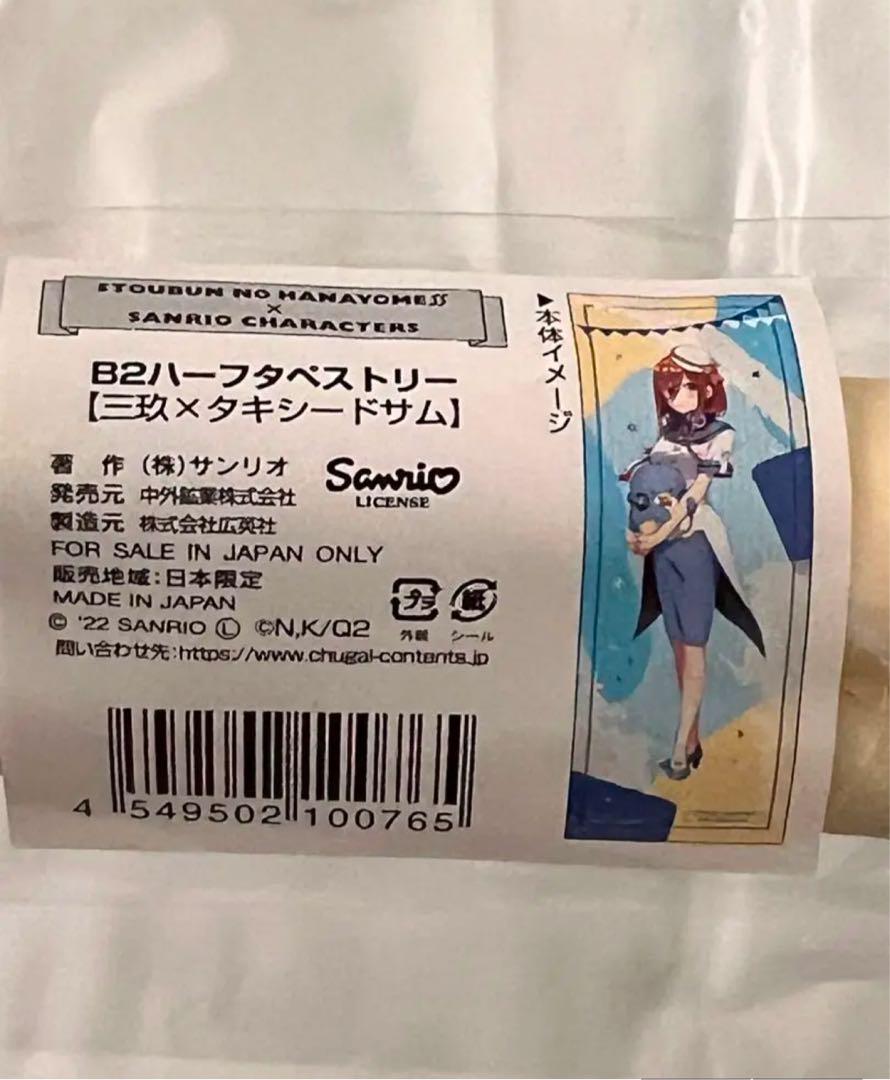 5TOUBUN NO HANAYOME∬
×
SANRIO CHARACTERS
B2ハーフタペストリー
【三玖×タキシードサム】
著　作 (株)サンリオ
発売元 中外鉱業株式会社
製造元 株式会社広英社
Sanrio
LICENSE
FOR SALE IN JAPAN ONLY
販売地域:日本限定
MADE IN JAPAN
© '22 SANRIO Ⓛ ©N,K/Q2
問い合わせ先:https://www.chugai-contents.jp
プラ
外装
紙
シール
4 549502 100765
▶本体イメージ